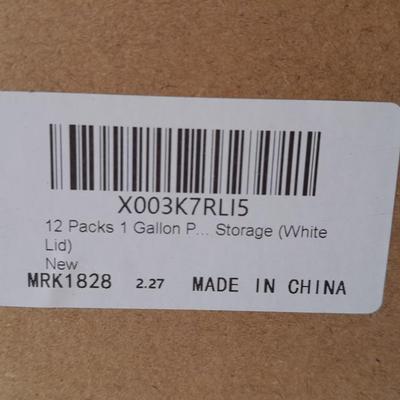 X003K7RLI5
12 Packs 1 Gallon P... Storage (White
Lid)
New
MRK1828 2.27 MADE IN CHINA